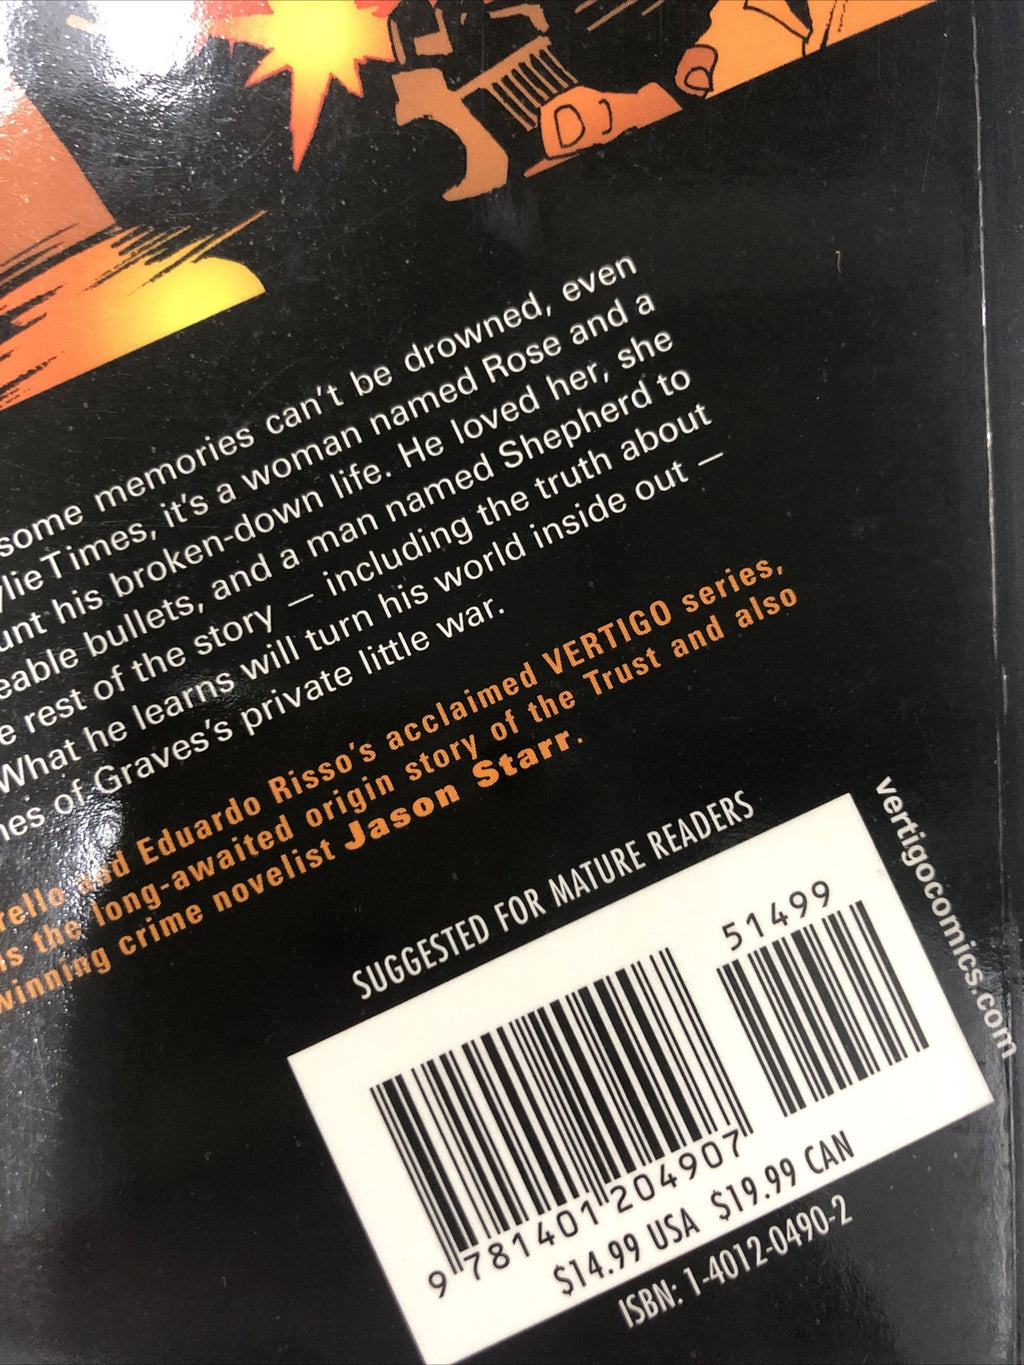 some memories can't be drowned, even
lie Times, it's a woman named Rose and a
unt his broken-down life. He loved her, she
eable bullets, and a man named Shepherd to
e rest of the story — including the truth about
What he learns will turn his world inside out —
nes of Graves's private little war.
rello and Eduardo Risso's acclaimed VERTIGO series,
is the long-awaited origin story of the Trust and also
winning crime novelist Jason Starr.
SUGGESTED FOR MATURE READERS
vertigocomics.com
51499
9 781401 204907
$14.99 USA $19.99 CAN
ISBN: 1-4012-0490-2